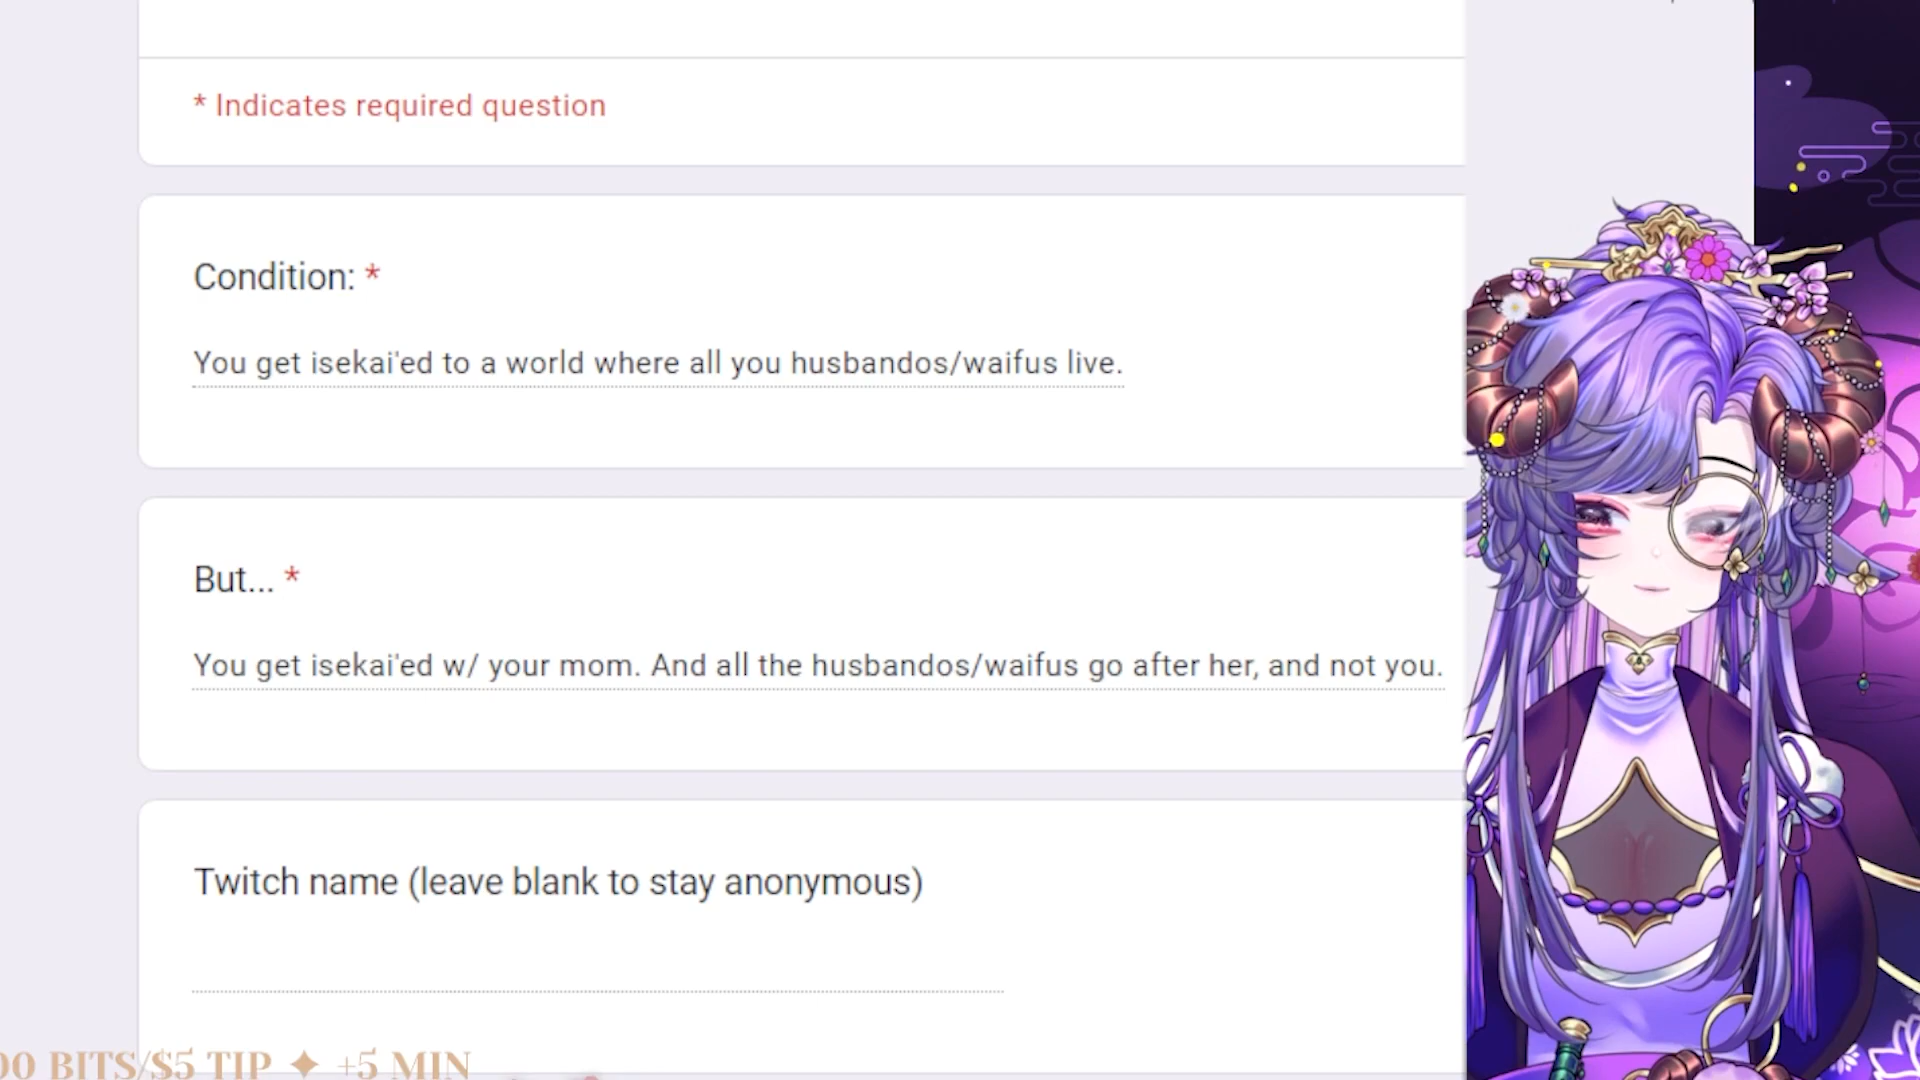 * Indicates required question
Condition: *
You get isekai'ed to a world where all you husbandos/waifus live.
But... *
You get isekai'ed w/ your mom. And all the husbandos/waifus go after her, and not you.
Twitch name (leave blank to stay anonymous)
00 BITS/$5 TIP ✦ +5 MIN